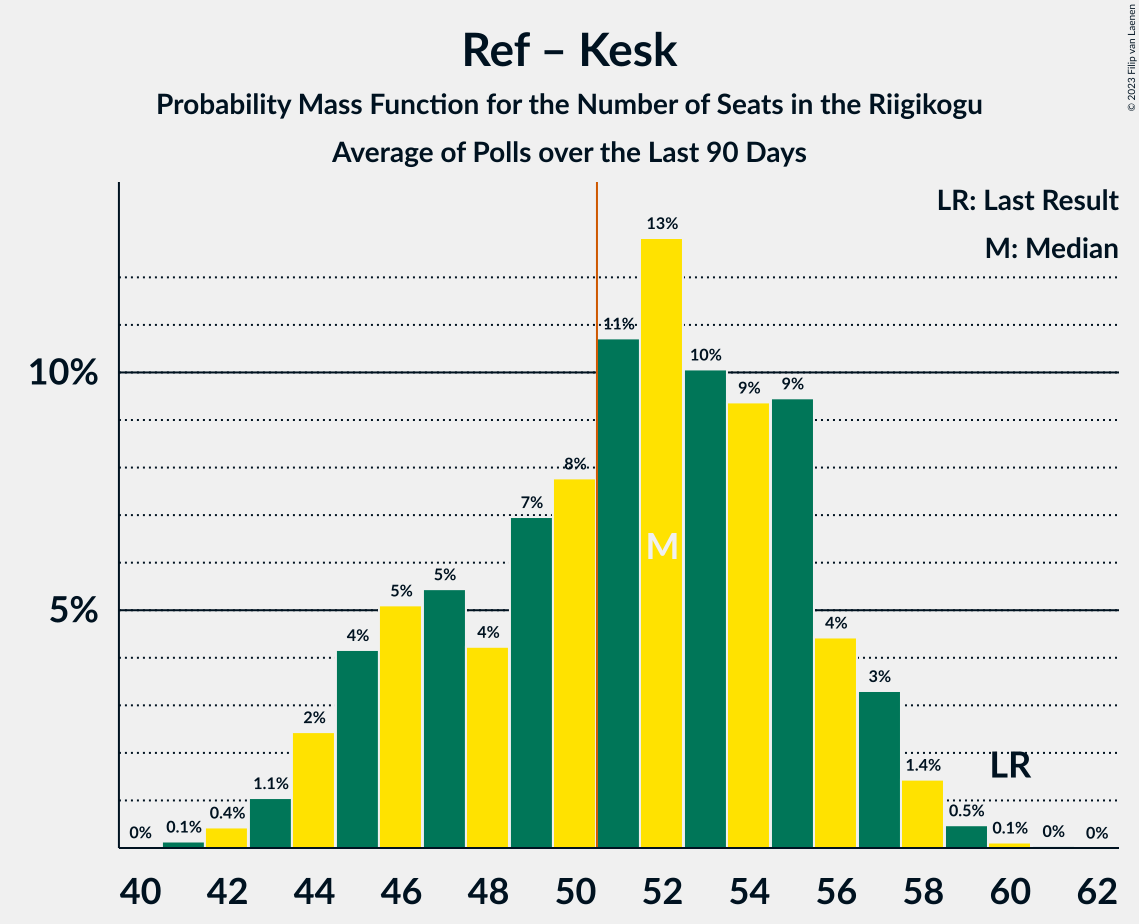 Ref – Kesk
Probability Mass Function for the Number of Seats in the Riigikogu
Average of Polls over the Last 90 Days
© 2023 Filip van Laenen
LR: Last Result
M: Median
10%
5%
0%
0.1%
0.4%
1.1%
2%
4%
5%
5%
4%
7%
8%
11%
13%
10%
9%
9%
4%
3%
1.4%
0.5%
0.1%
0%
0%
M
LR
40 42 44 46 48 50 52 54 56 58 60 62